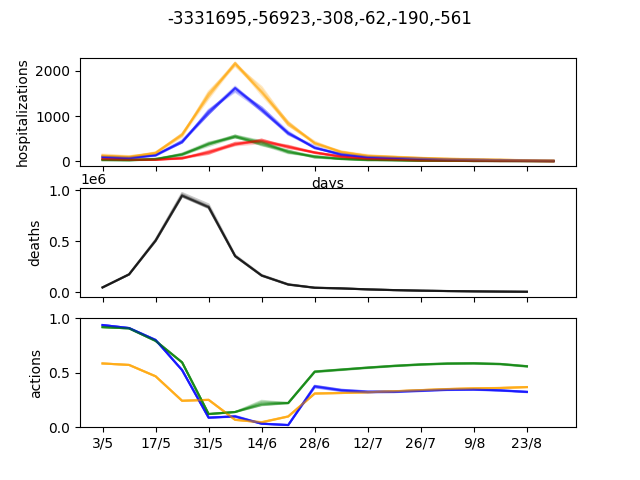 -3331695,-56923,-308,-62,-190,-561
hospitalizations
2000
1000
0
days
1e6
deaths
1.0
0.5
0.0
actions
1.0
0.5
0.0
3/5 17/5 31/5 14/6 28/6 12/7 26/7 9/8 23/8